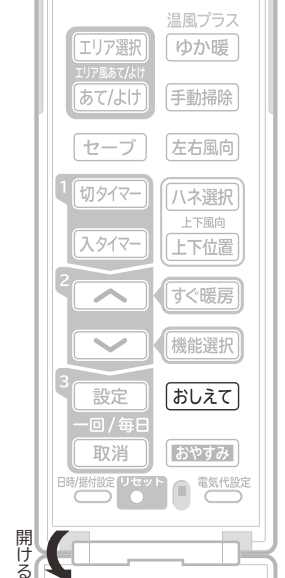 温風プラス
エリア選択
ゆか暖
エリア風あて/よけ
あて/よけ
手動掃除
セーブ
左右風向
1
切タイマー
ハネ選択
上下風向
入タイマー
上下位置
2
すぐ暖房
機能選択
3
設定
おしえて
一回/毎日
取消
おやすみ
日時/据付設定
リセット
電気代設定
開ける